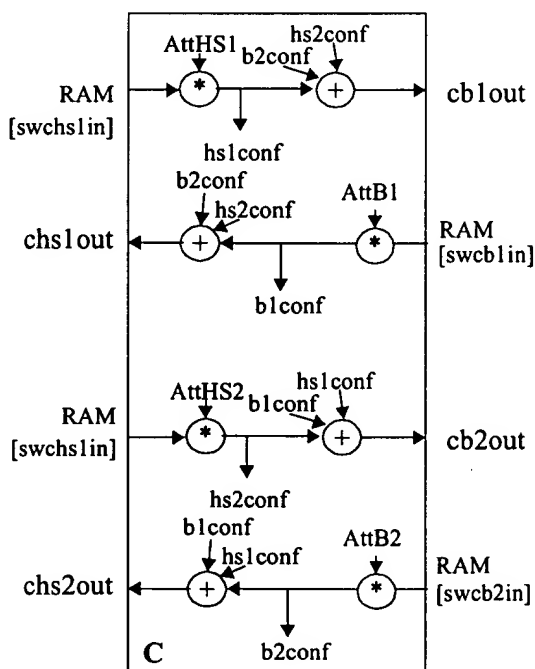 AttHS1
hs2conf
b2conf
RAM
[swchs1in]
*
+
cb1out
hs1conf
b2conf
hs2conf
AttB1
chs1out
+
*
RAM
[swcb1in]
b1conf
AttHS2
hs1conf
b1conf
RAM
[swchs1in]
*
+
cb2out
hs2conf
b1conf
hs1conf
AttB2
chs2out
+
*
RAM
[swcb2in]
b2conf
C